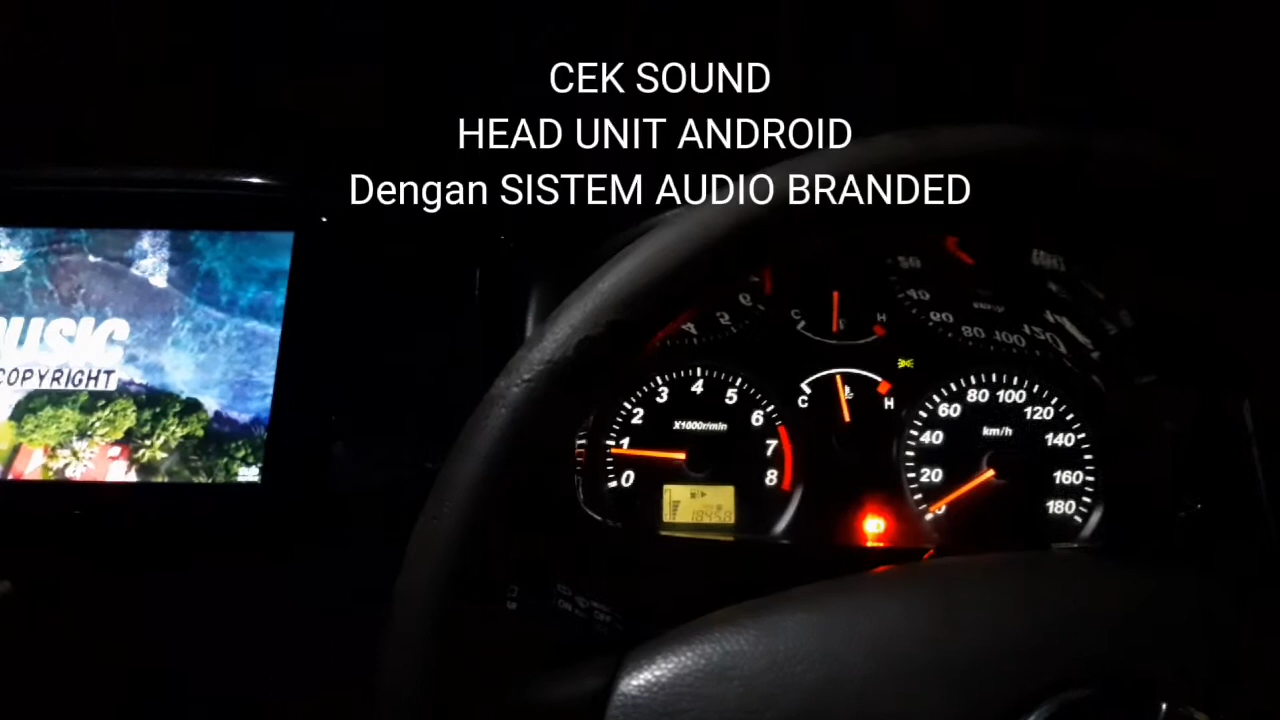 CEK SOUND
HEAD UNIT ANDROID
Dengan SISTEM AUDIO BRANDED
COPYRIGHT
C
H
0
1
2
3
4
5
6
7
8
X1000r/min
C
H
20
40
60
80
100
120
140
160
180
km/h